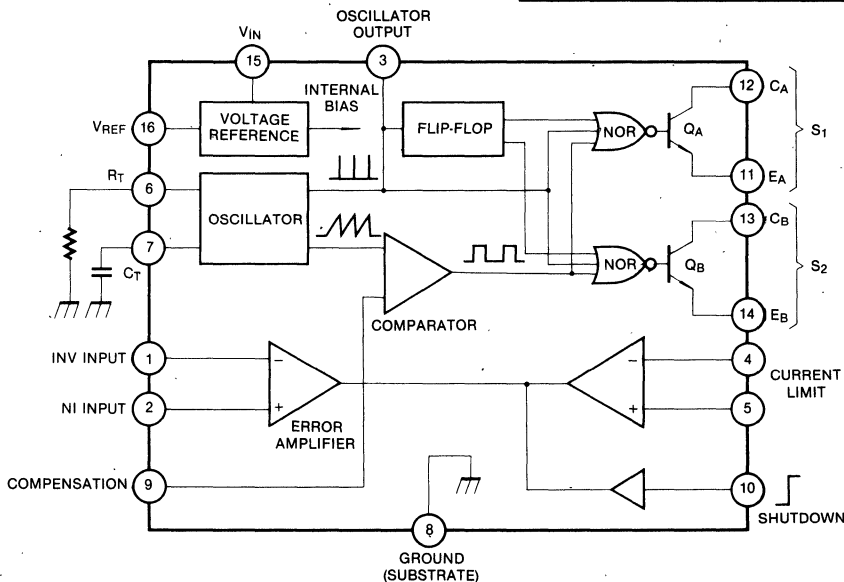 OSCILLATOR
OUTPUT
VIN
15
3
INTERNAL
BIAS
12
CA
VREF
16
VOLTAGE
REFERENCE
FLIP-FLOP
NOR
QA
S1
RT
6
11
EA
OSCILLATOR
13
CB
7
CT
NOR
QB
S2
COMPARATOR
14
EB
INV INPUT
1
−
−
4
CURRENT
LIMIT
NI INPUT
2
+
+
5
ERROR
AMPLIFIER
COMPENSATION
9
10
SHUTDOWN
8
GROUND
(SUBSTRATE)